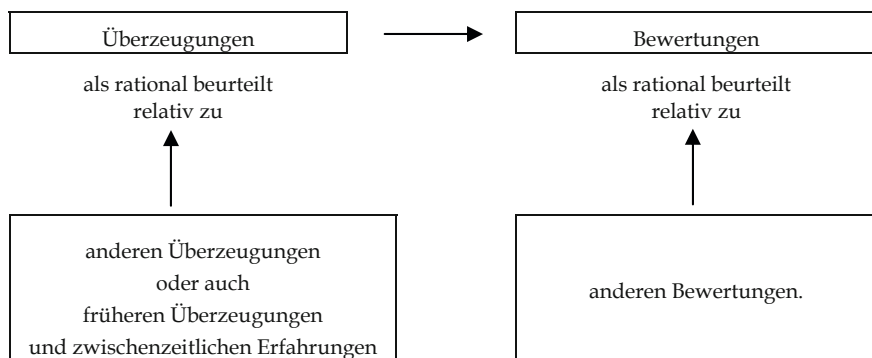 Überzeugungen
als rational beurteilt
relativ zu
anderen Überzeugungen
oder auch
früheren Überzeugungen
und zwischenzeitlichen Erfahrungen
Bewertungen
als rational beurteilt
relativ zu
anderen Bewertungen.